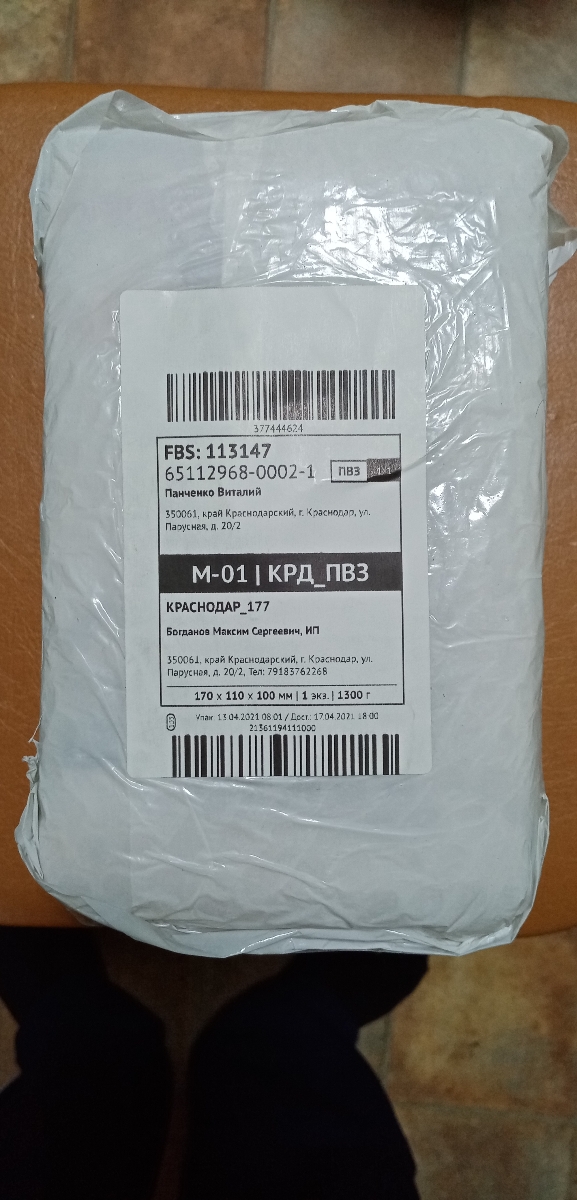 377444624
FBS: 113147
65112968-0002-1 ПВЗ
Панченко Виталий
350061, край Краснодарский, г. Краснодар, ул.
Парусная, д. 20/2
М-01 | КРД_ПВЗ
КРАСНОДАР_177
Богданов Максим Сергеевич, ИП
350061, край Краснодарский, г. Краснодар, ул.
Парусная, д. 20/2, Тел: 79183762268
170 x 110 x 100 мм | 1 экз. | 1300 г
Упак: 13.04.2021 08:01 / Дост: 17.04.2021 18:00
21361194111000